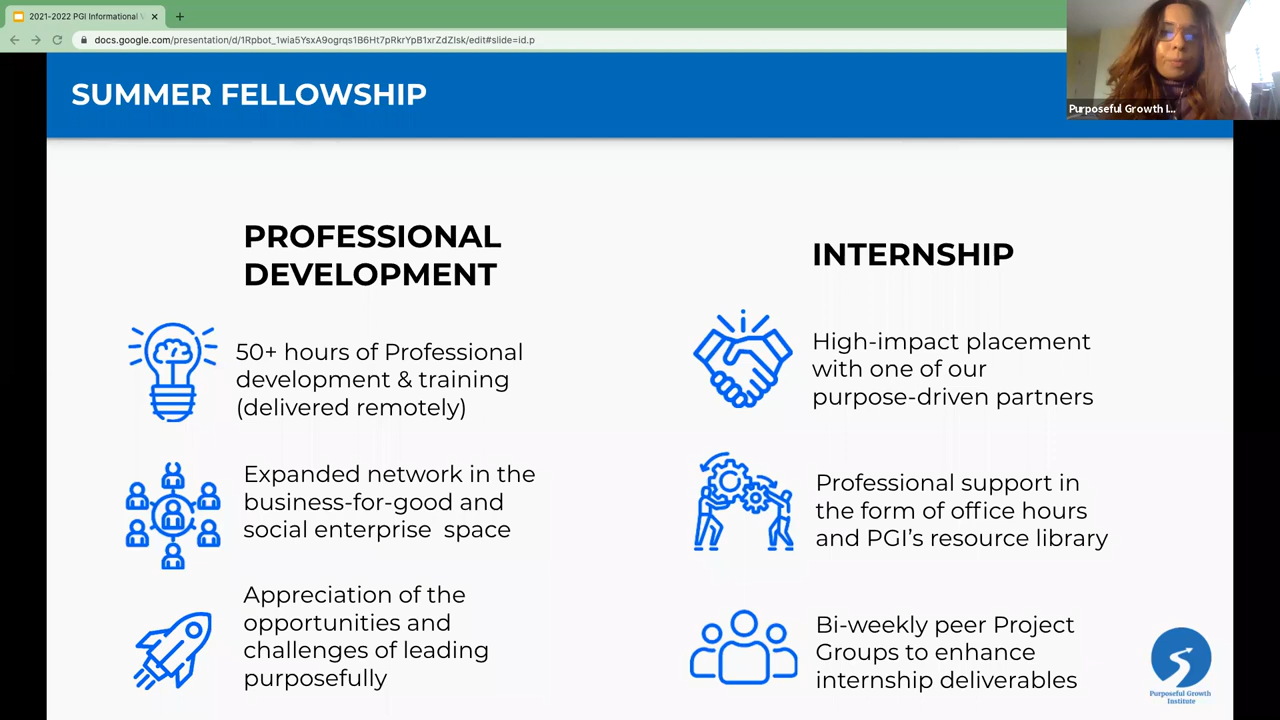 2021-2022 PGI Informational
docs.google.com/presentation/d/1Rpbot_1wia5YsxA9ogrqs1B6Ht7pRkrYpB1xrZdZIsk/edit#slide=id.p
Purposeful Growth I...
SUMMER FELLOWSHIP
PROFESSIONAL
DEVELOPMENT
50+ hours of Professional
development & training
(delivered remotely)
Expanded network in the
business-for-good and
social enterprise space
Appreciation of the
opportunities and
challenges of leading
purposefully
INTERNSHIP
High-impact placement
with one of our
purpose-driven partners
Professional support in
the form of office hours
and PGI's resource library
Bi-weekly peer Project
Groups to enhance
internship deliverables
Purposeful Growth
Institute